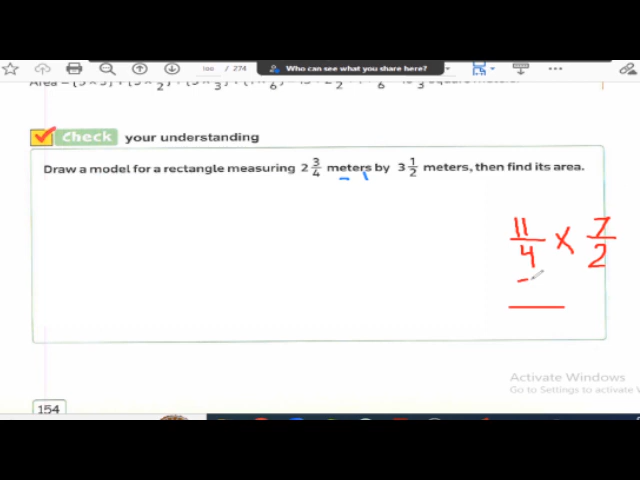 100 / 274
Who can see what you share here?
Check your understanding
Draw a model for a rectangle measuring 2 3/4 meters by 3 1/2 meters, then find its area.
11/4 × 7/2
Activate Windows
Go to Settings to activate W
154